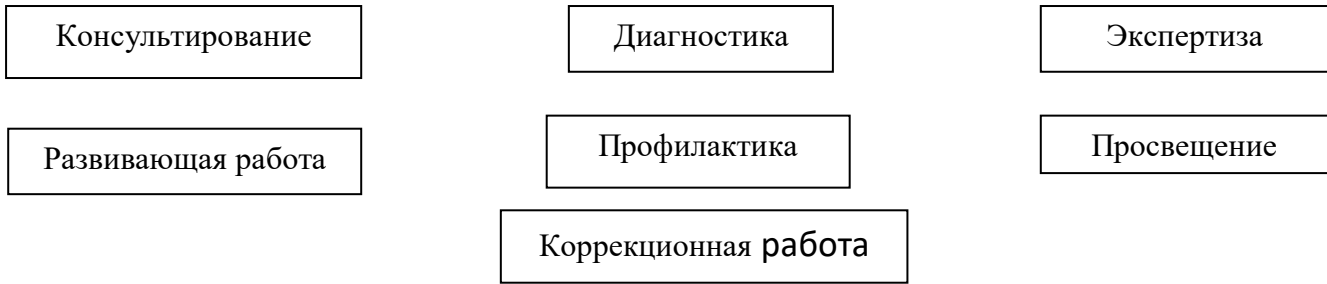 Консультирование
Диагностика
Экспертиза
Развивающая работа
Профилактика
Просвещение
Коррекционная работа